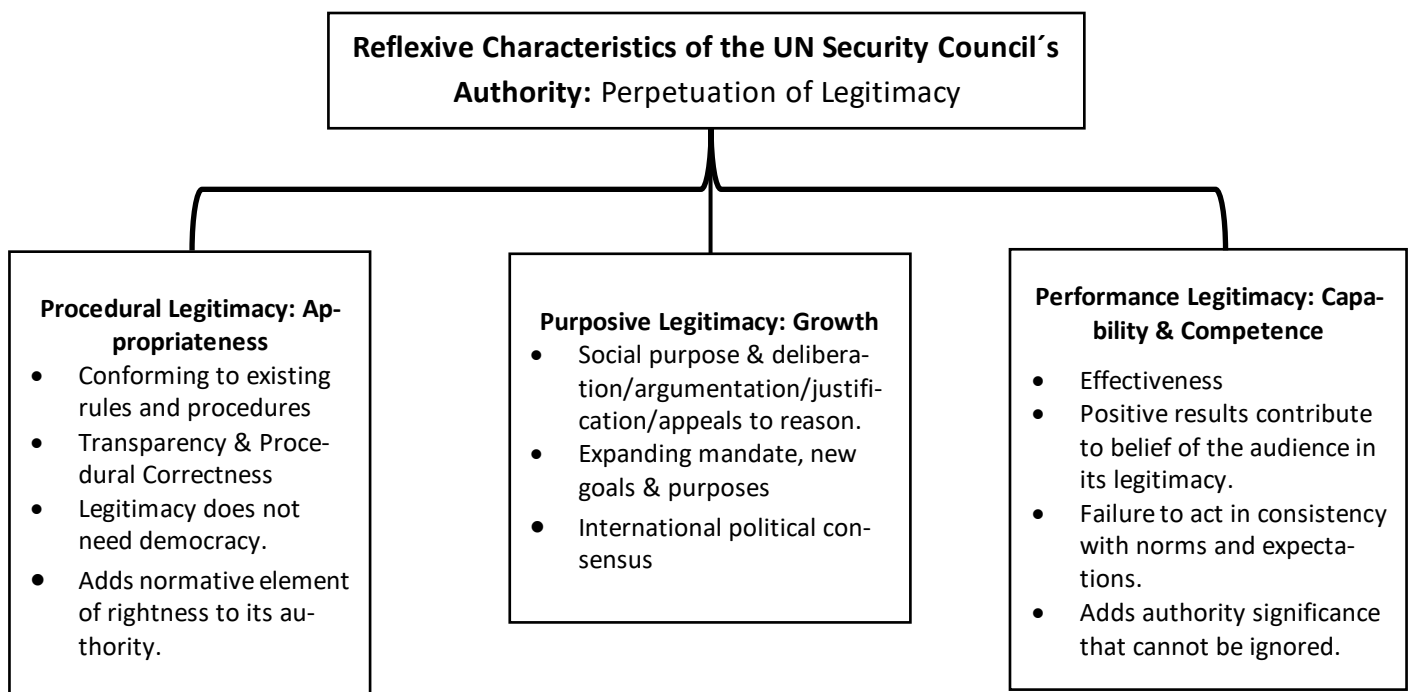 Reflexive Characteristics of the UN Security Council´s
Authority: Perpetuation of Legitimacy
Procedural Legitimacy: Ap-
propriateness
• Conforming to existing
rules and procedures
• Transparency & Proce-
dural Correctness
• Legitimacy does not
need democracy.
• Adds normative element
of rightness to its au-
thority.
Purposive Legitimacy: Growth
• Social purpose & delibera-
tion/argumentation/justifi-
cation/appeals to reason.
• Expanding mandate, new
goals & purposes
• International political con-
sensus
Performance Legitimacy: Capa-
bility & Competence
• Effectiveness
• Positive results contribute
to belief of the audience in
its legitimacy.
• Failure to act in consistency
with norms and expecta-
tions.
• Adds authority significance
that cannot be ignored.